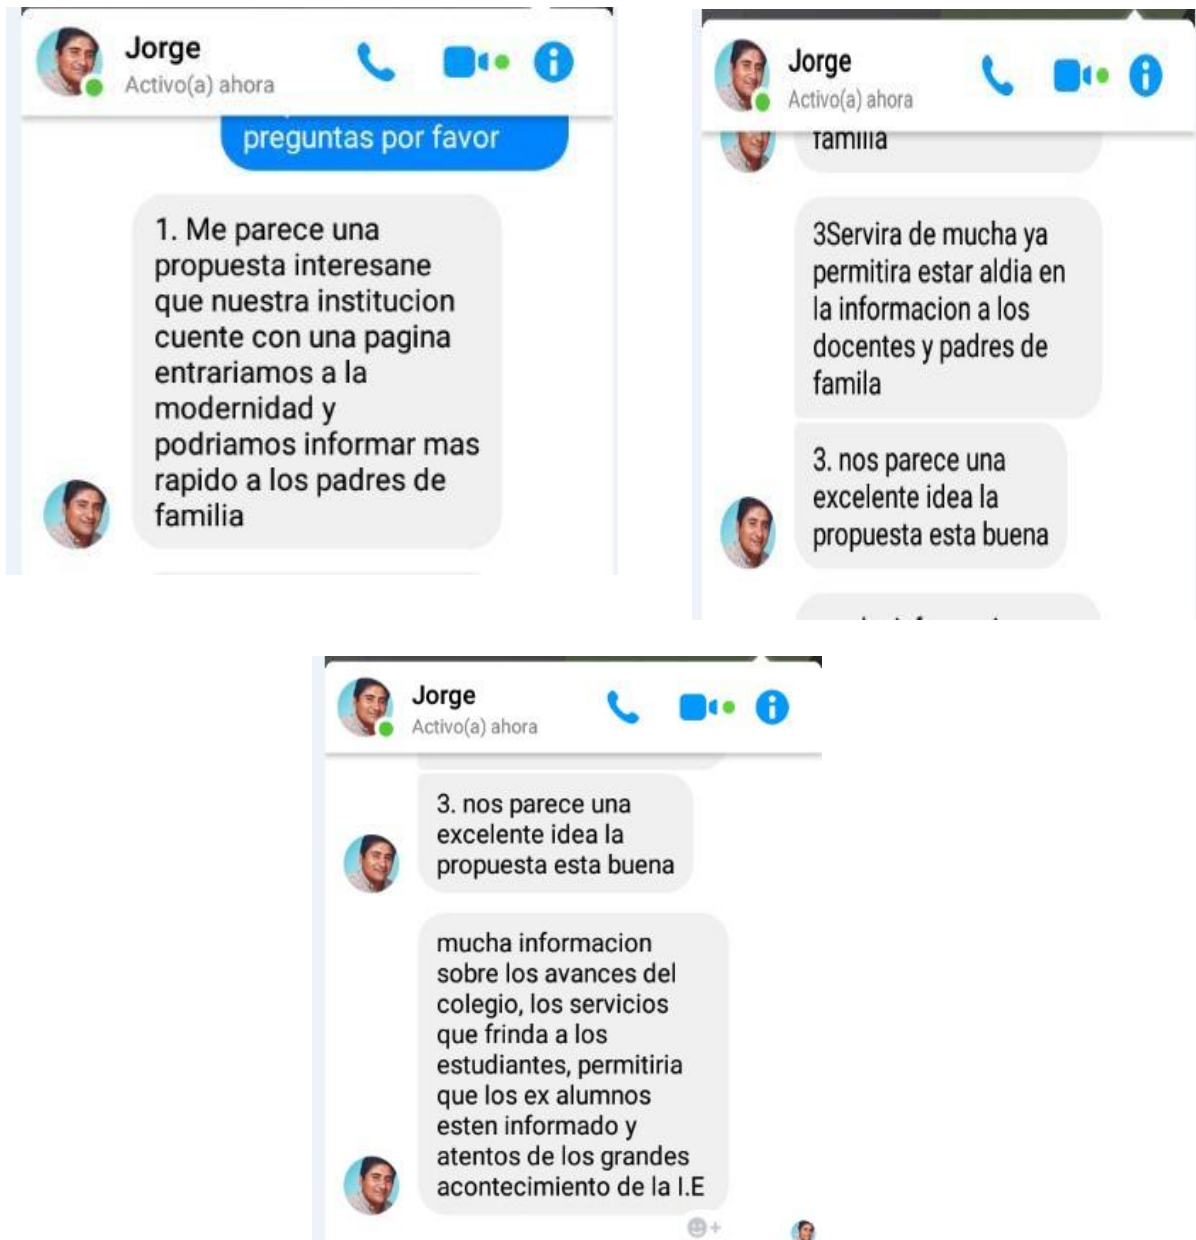 Jorge
Activo(a) ahora
preguntas por favor
1. Me parece una
propuesta interesane
que nuestra institucion
cuente con una pagina
entrariamos a la
modernidad y
podriamos informar mas
rapido a los padres de
familia
Jorge
Activo(a) ahora
familia
3Servira de mucha ya
permitira estar aldia en
la informacion a los
docentes y padres de
famila
3. nos parece una
excelente idea la
propuesta esta buena
Jorge
Activo(a) ahora
3. nos parece una
excelente idea la
propuesta esta buena
mucha informacion
sobre los avances del
colegio, los servicios
que frinda a los
estudiantes, permitiria
que los ex alumnos
esten informado y
atentos de los grandes
acontecimiento de la I.E